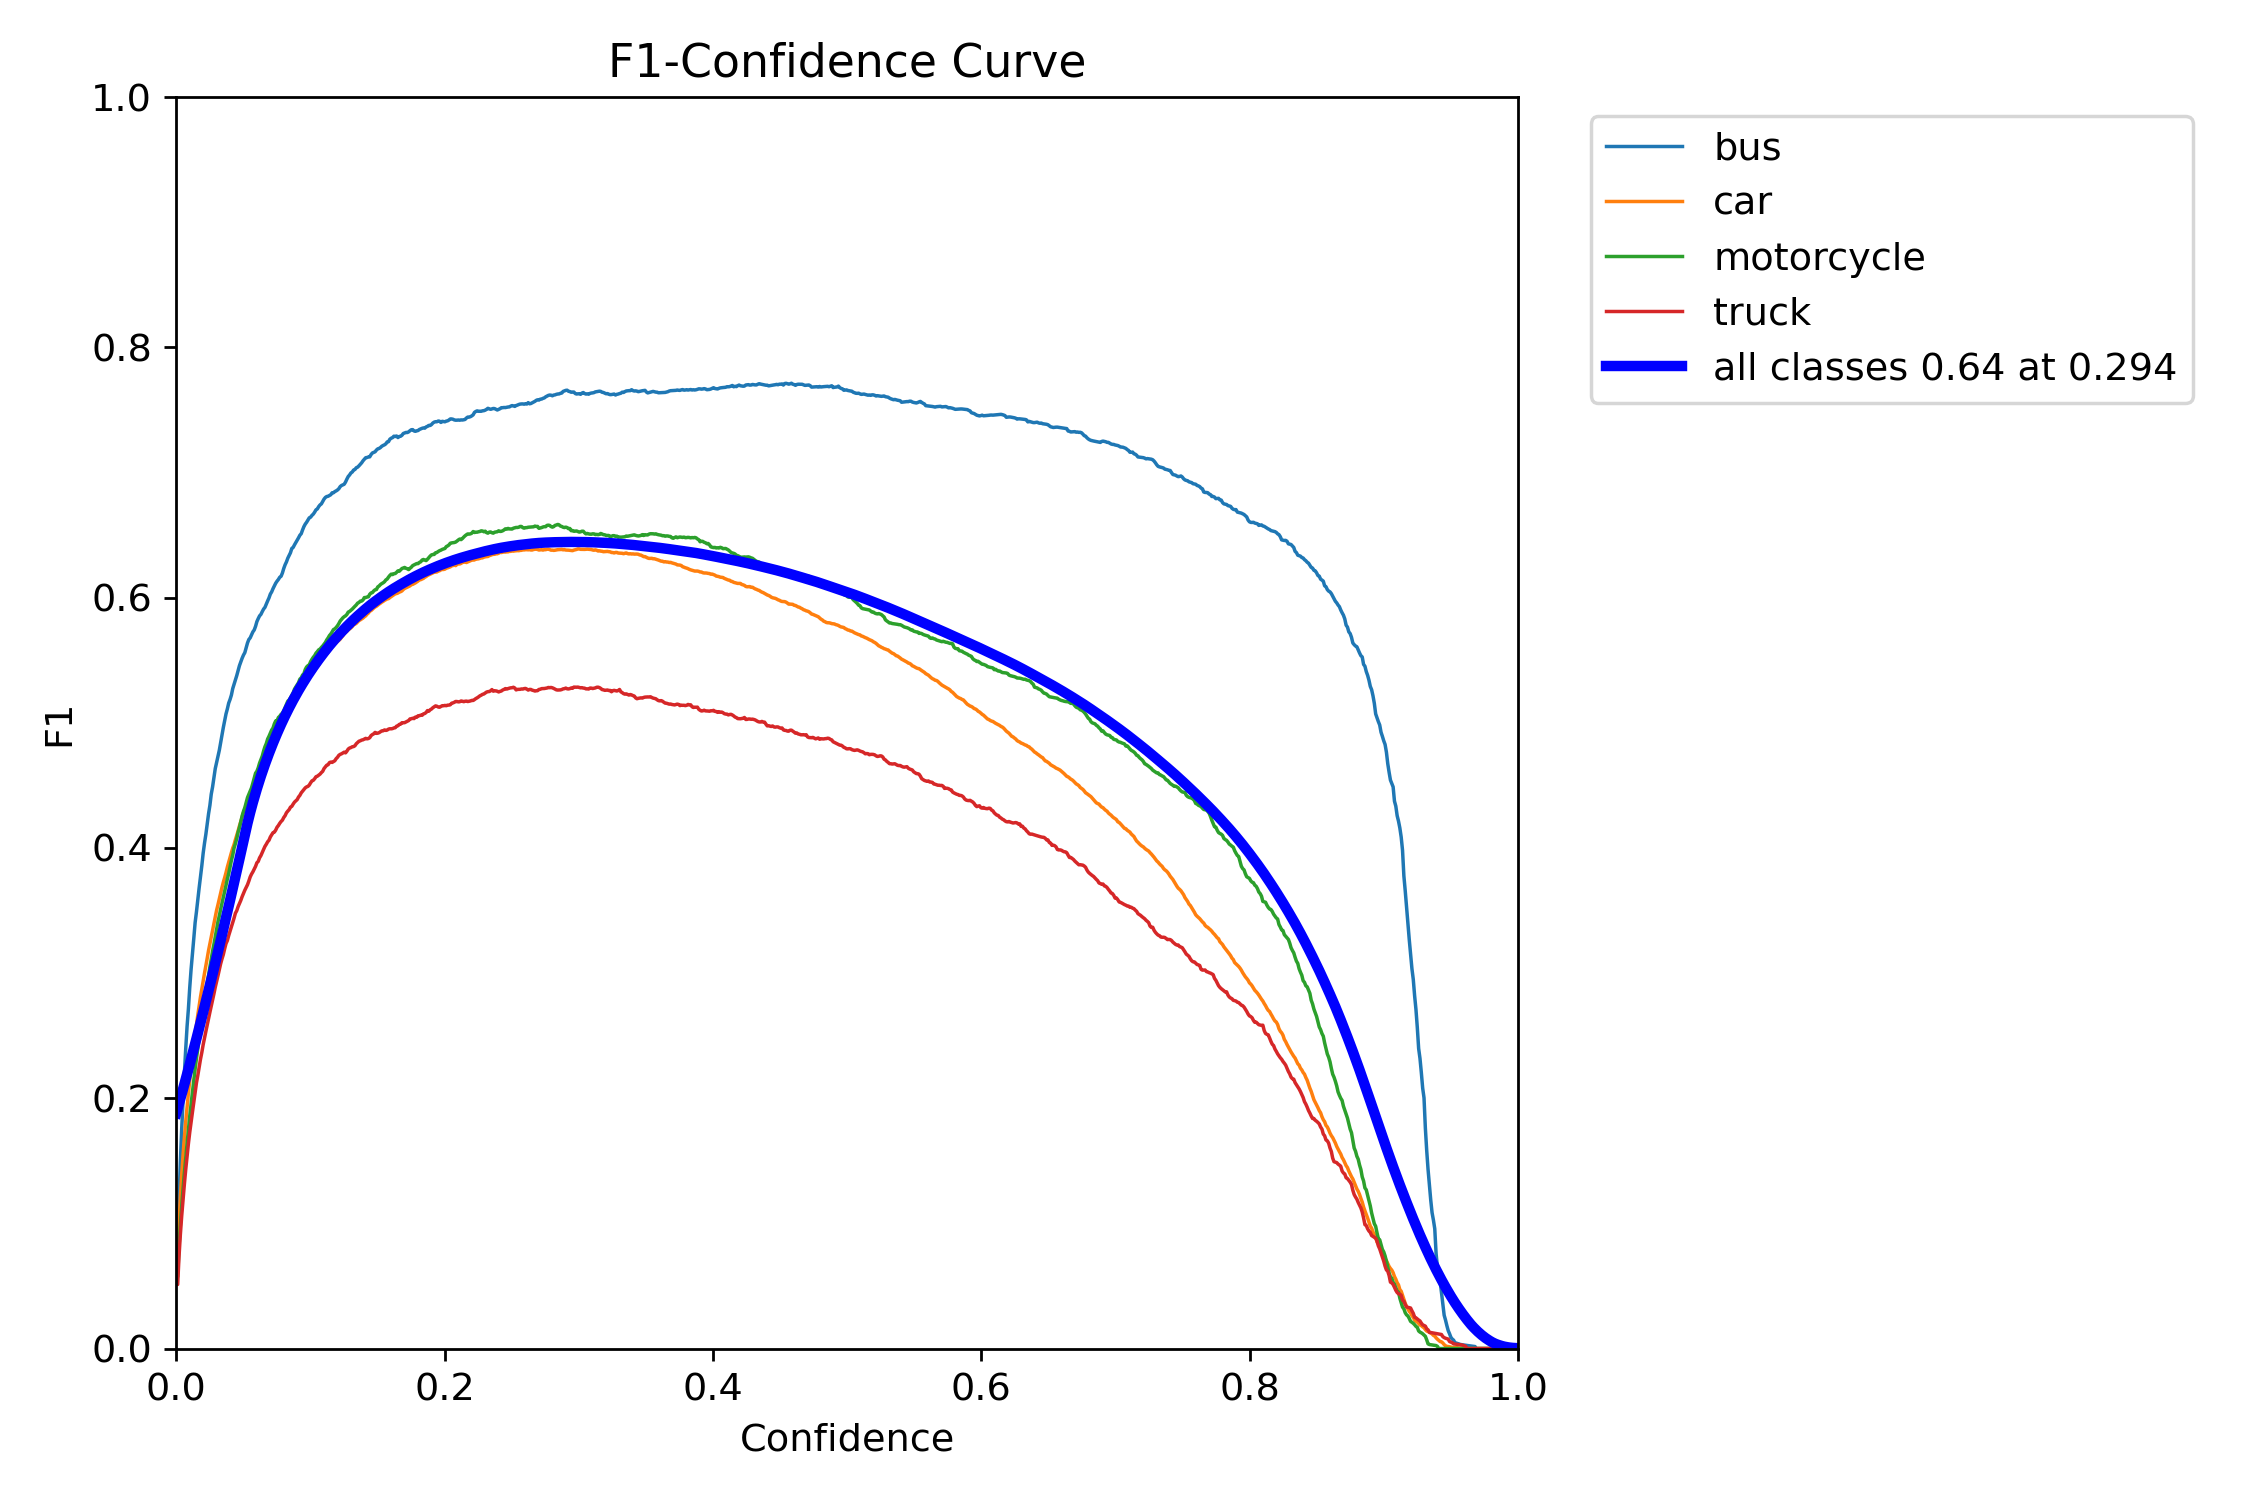 F1-Confidence Curve
1.0
0.8
0.6
0.4
0.2
0.0
F1
0.0 0.2 0.4 0.6 0.8 1.0
Confidence
bus
car
motorcycle
truck
all classes 0.64 at 0.294